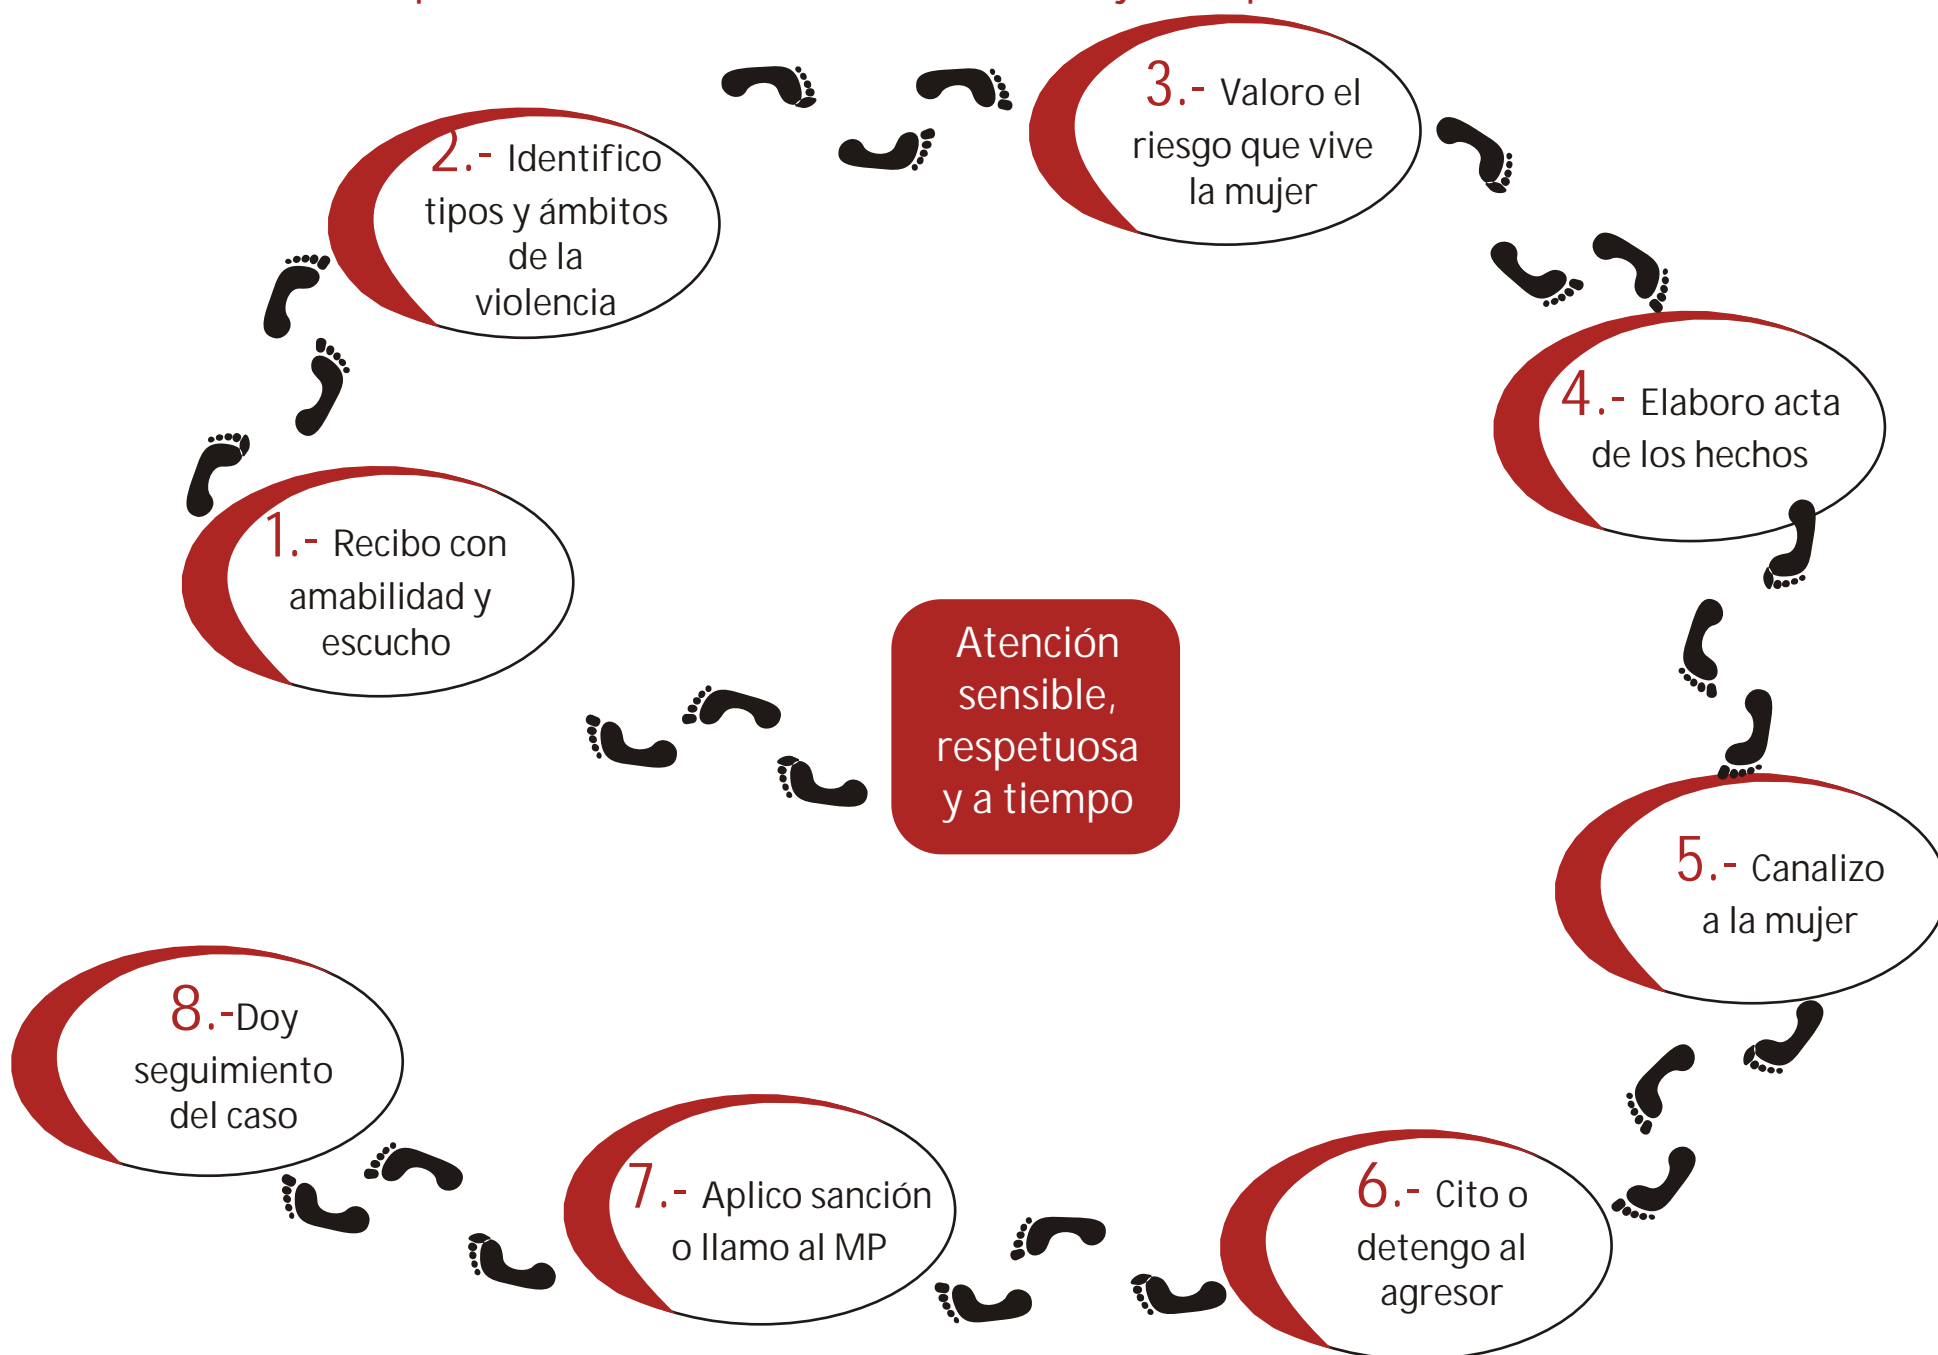 3.- Valoro el
riesgo que vive
la mujer
2.- Identifico
tipos y ámbitos
de la
violencia
4.- Elaboro acta
de los hechos
1.- Recibo con
amabilidad y
escucho
Atención
sensible,
respetuosa
y a tiempo
5.- Canalizo
a la mujer
8.-Doy
seguimiento
del caso
7.- Aplico sanción
o llamo al MP
6.- Cito o
detengo al
agresor